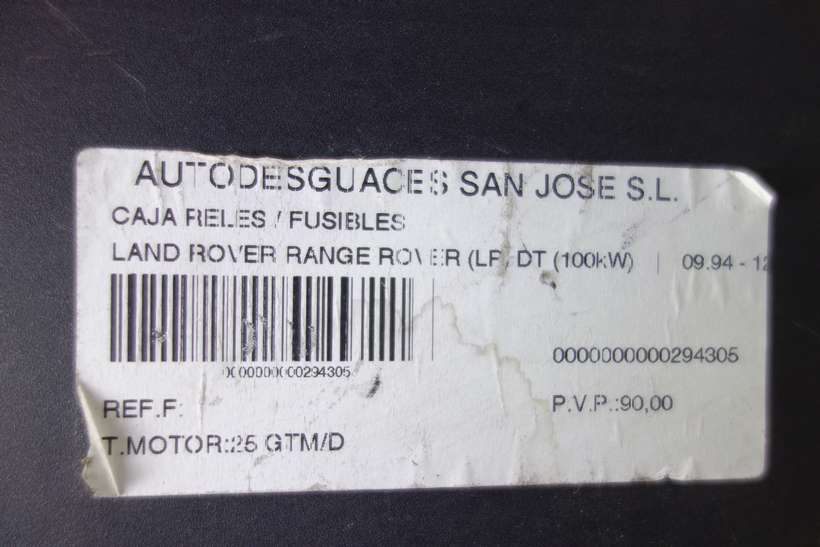 AUTODESGUACES SAN JOSE S.L.
CAJA RELES / FUSIBLES
LAND ROVER RANGE ROVER (LP) DT (100kW) | 09.94 - 12
0000000000294305
0000000000294305
REF.F:
P.V.P.:90,00
T.MOTOR:25 GTM/D